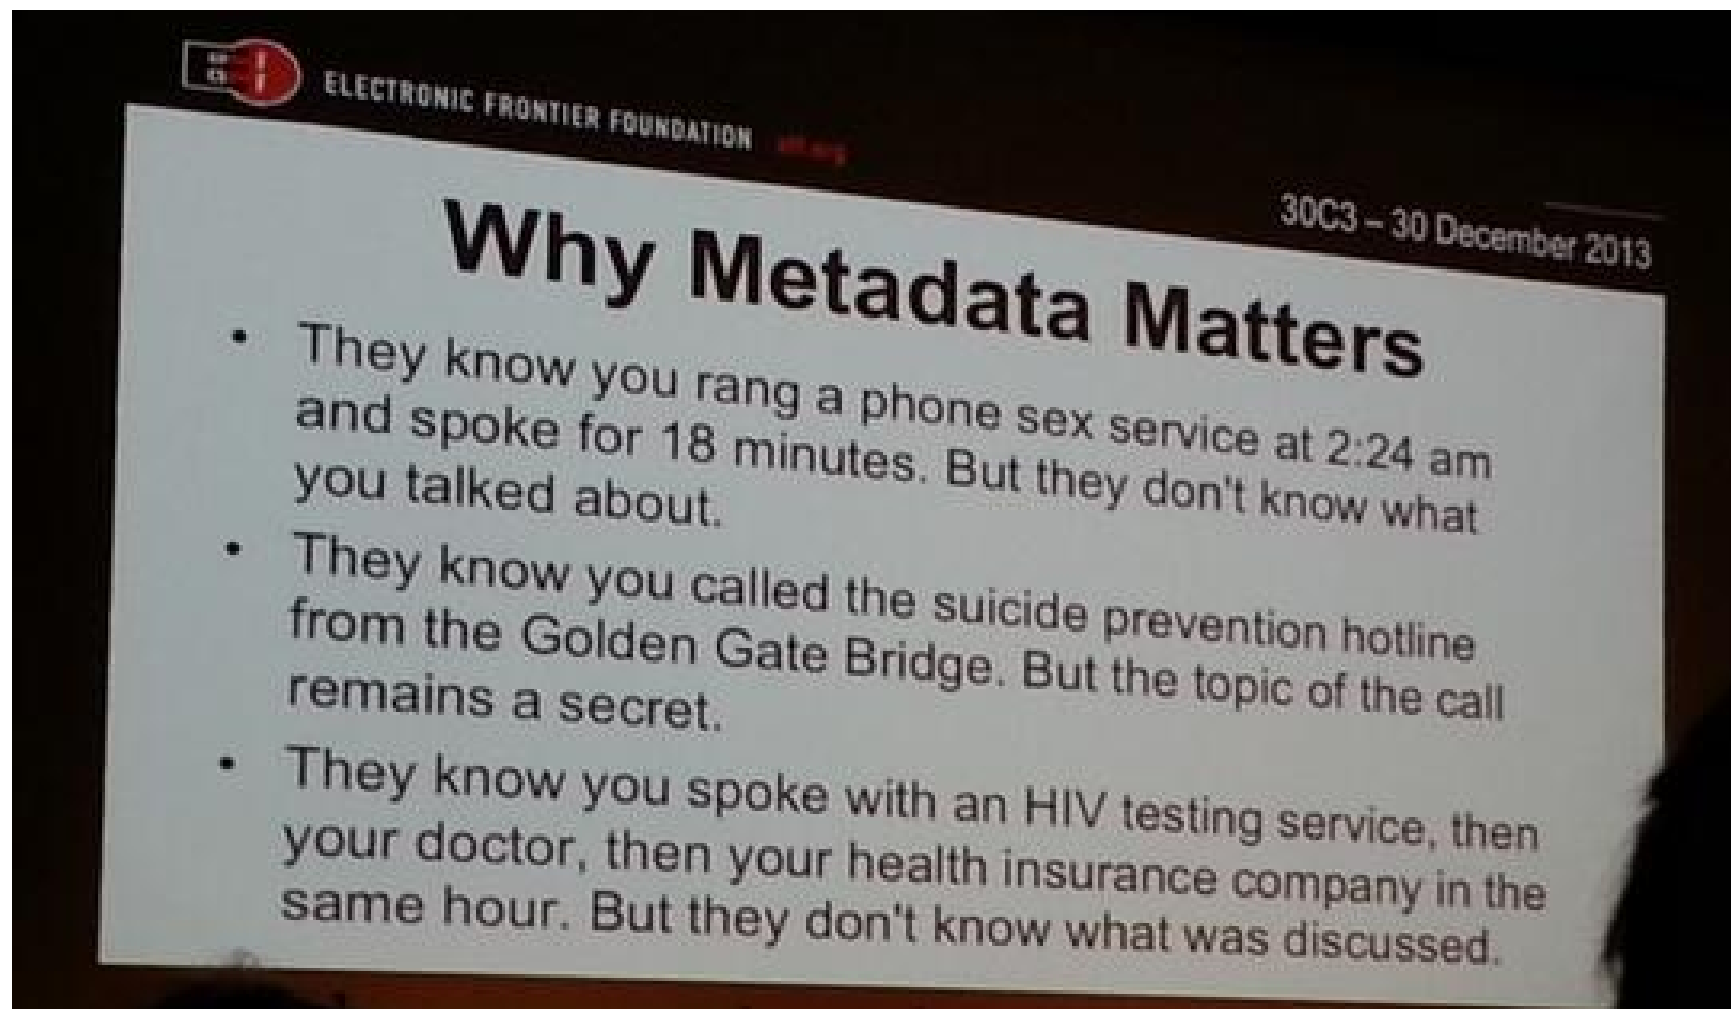 ELECTRONIC FRONTIER FOUNDATION eff.org
30C3 – 30 December 2013
Why Metadata Matters
• They know you rang a phone sex service at 2:24 am
and spoke for 18 minutes. But they don't know what
you talked about.
• They know you called the suicide prevention hotline
from the Golden Gate Bridge. But the topic of the call
remains a secret.
• They know you spoke with an HIV testing service, then
your doctor, then your health insurance company in the
same hour. But they don't know what was discussed.